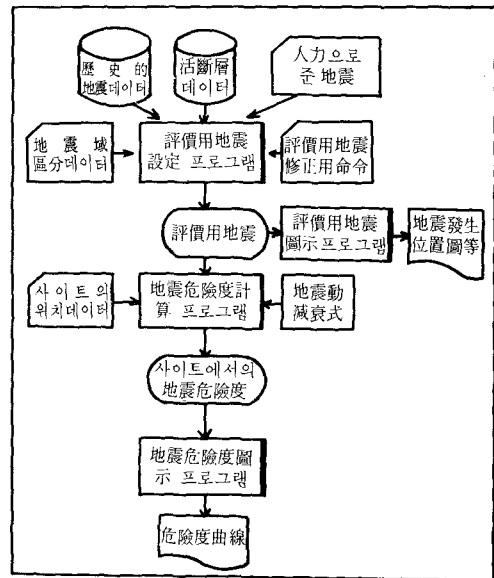 歷史的
地震데이터
活斷層
데이터
人力으로
준 地震
地震域
區分데이터
評價用地震
設定 프로그램
評價用地震
修正用命令
評價用地震
評價用地震
圖示프로그램
地震發生
位置圖等
사이트의
위치데이터
地震危險度計
算 프로그램
地震動
減衰式
사이트에서의
地震危險度
地震危險度圖
示 프로그램
危險度曲線